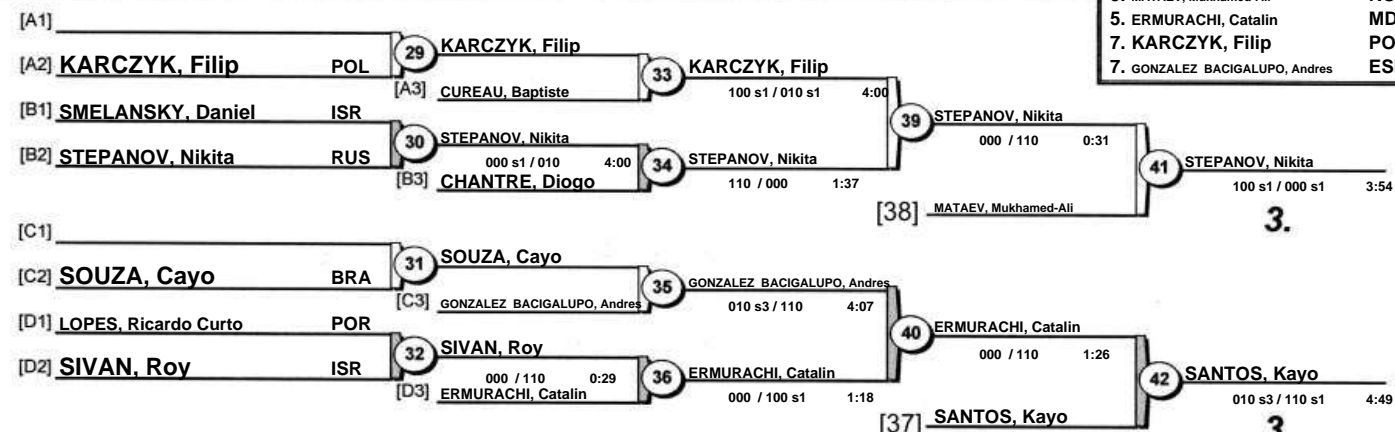 5. ERMURACHI, Catalin MD
7. KARCZYK, Filip PO
7. GONZALEZ BACIGALUPO, Andres ES
[A1]
[A2] KARCZYK, Filip POL
29
KARCZYK, Filip
[A3] CUREAU, Baptiste
33
KARCZYK, Filip
100 s1 / 010 s1 4:00
[B1] SMELANSKY, Daniel ISR
[B2] STEPANOV, Nikita RUS
30
STEPANOV, Nikita
000 s1 / 010 4:00
[B3] CHANTRE, Diogo
34
STEPANOV, Nikita
110 / 000 1:37
39
STEPANOV, Nikita
000 / 110 0:31
[38] MATAEV, Mukhamed-Ali
41
STEPANOV, Nikita
100 s1 / 000 s1 3:54
3.
[C1]
[C2] SOUZA, Cayo BRA
31
SOUZA, Cayo
[C3] GONZALEZ BACIGALUPO, Andres
35
GONZALEZ BACIGALUPO, Andres
010 s3 / 110 4:07
[D1] LOPES, Ricardo Curto POR
[D2] SIVAN, Roy ISR
32
SIVAN, Roy
000 / 110 0:29
[D3] ERMURACHI, Catalin
36
ERMURACHI, Catalin
000 / 100 s1 1:18
40
ERMURACHI, Catalin
000 / 110 1:26
[37] SANTOS, Kayo
42
SANTOS, Kayo
010 s3 / 110 s1 4:49
3